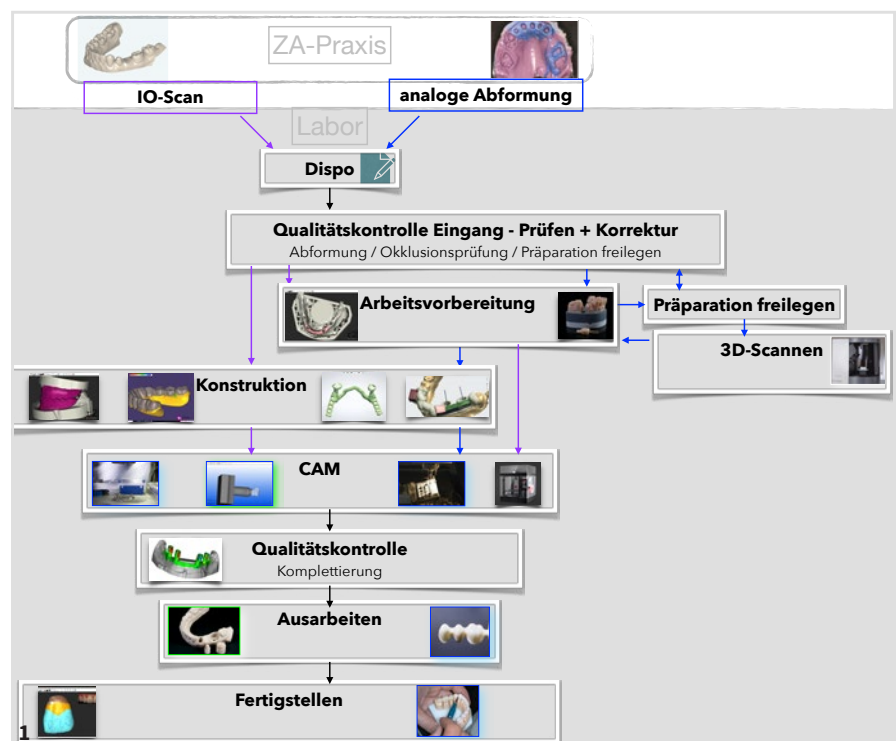 ZA-Praxis
IO-Scan
analoge Abformung
Labor
Dispo
Qualitätskontrolle Eingang - Prüfen + Korrektur
Abformung / Okklusionsprüfung / Präparation freilegen
Arbeitsvorbereitung
Präparation freilegen
3D-Scannen
Konstruktion
CAM
Qualitätskontrolle
Komplettierung
Ausarbeiten
Fertigstellen
1